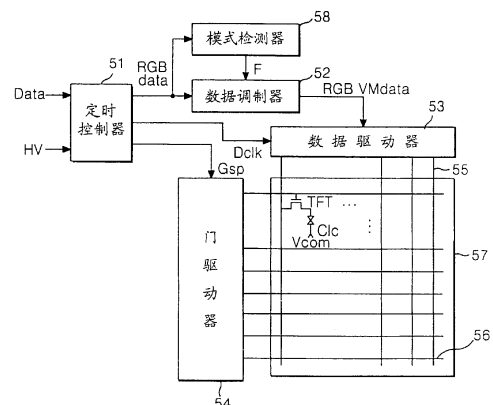 58
模式检测器
51
RGB
data
F
52
Data
定时
控制器
数据调制器
RGB VMdata
53
HV
Dclk
数据驱动器
Gsp
55
TFT ...
Clc
Vcom
门
驱
动
器
57
56
54